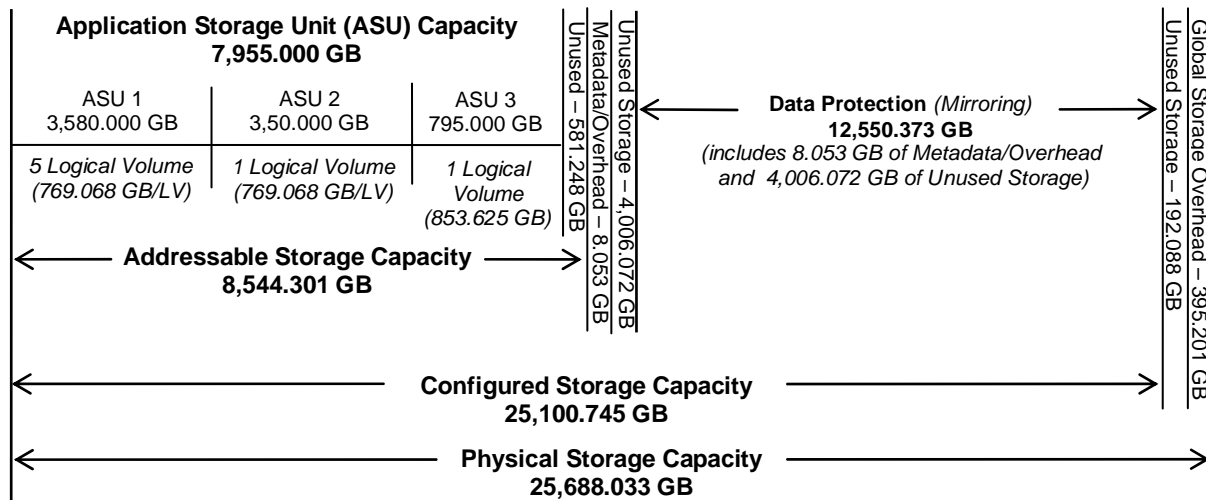 Application Storage Unit (ASU) Capacity
7,955.000 GB
ASU 1
3,580.000 GB
ASU 2
3,50.000 GB
ASU 3
795.000 GB
5 Logical Volume
(769.068 GB/LV)
1 Logical Volume
(769.068 GB/LV)
1 Logical
Volume
(853.625 GB)
Addressable Storage Capacity
8,544.301 GB
Unused – 581.248 GB
Metadata/Overhead – 8.053 GB
Unused Storage – 4,006.072 GB
Data Protection (Mirroring)
12,550.373 GB
(includes 8.053 GB of Metadata/Overhead
and 4,006.072 GB of Unused Storage)
Unused Storage – 192.088 GB
Global Storage Overhead – 395.201 GB
Configured Storage Capacity
25,100.745 GB
Physical Storage Capacity
25,688.033 GB